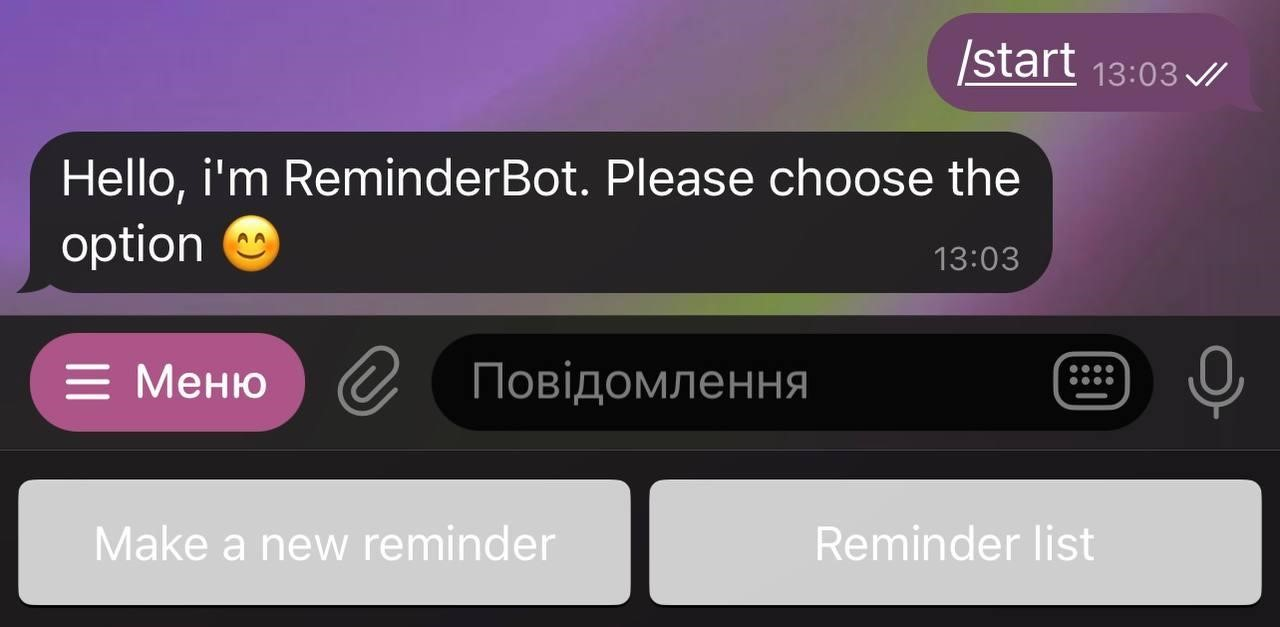 /start 13:03
Hello, i'm ReminderBot. Please choose the
option 😊 13:03
Меню Повідомлення
Make a new reminder Reminder list